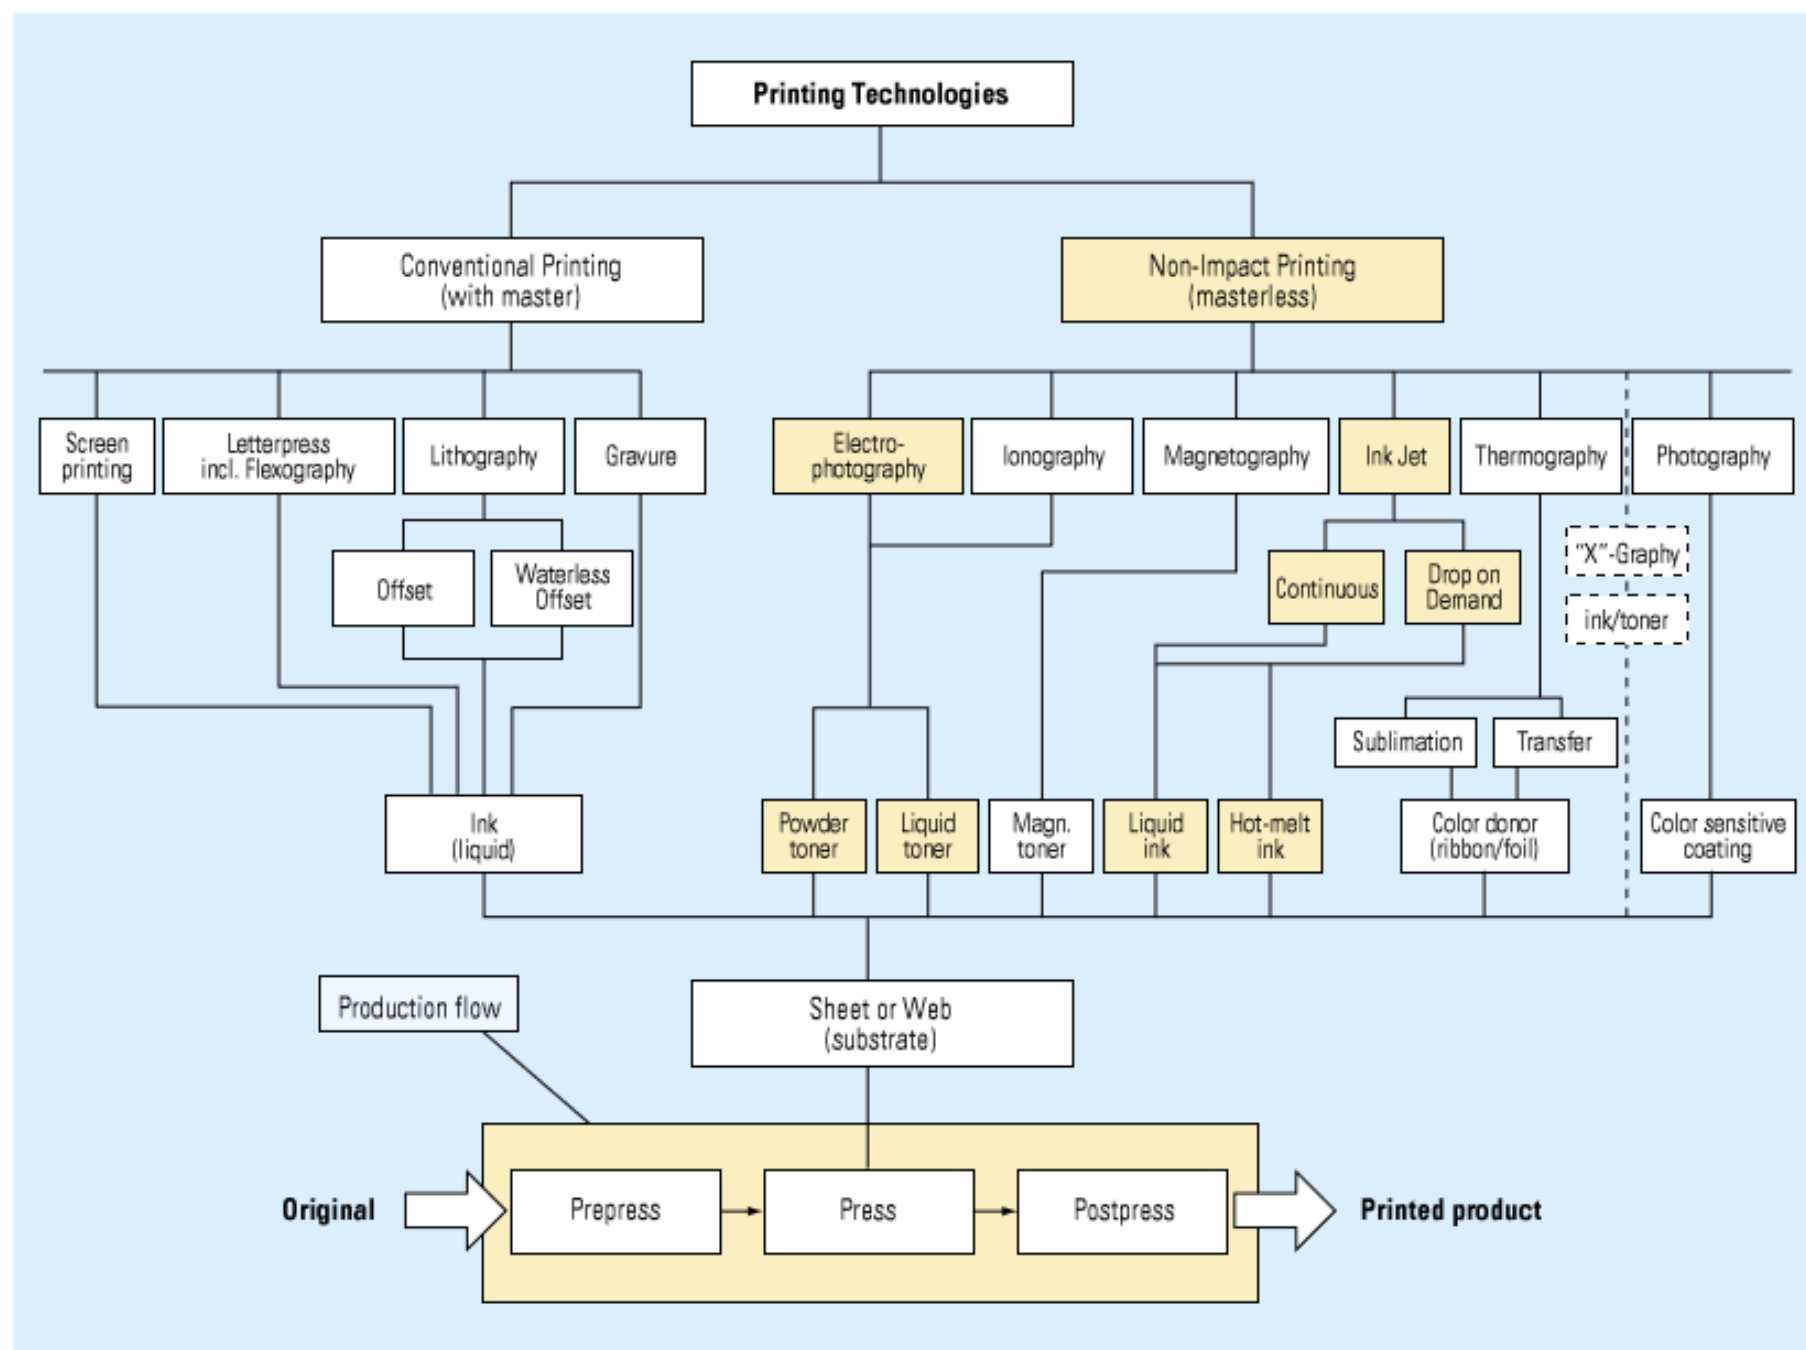 Printing Technologies
Conventional Printing
(with master)
Non-Impact Printing
(masterless)
Screen
printing
Letterpress
incl. Flexography
Lithography
Gravure
Electro-
photography
Ionography
Magnetography
Ink Jet
Thermography
Photography
Offset
Waterless
Offset
Continuous
Drop on
Demand
"X"-Graphy
ink/toner
Sublimation
Transfer
Ink
(liquid)
Powder
toner
Liquid
toner
Magn.
toner
Liquid
ink
Hot-melt
ink
Color donor
(ribbon/foil)
Color sensitive
coating
Production flow
Sheet or Web
(substrate)
Original
Prepress
Press
Postpress
Printed product